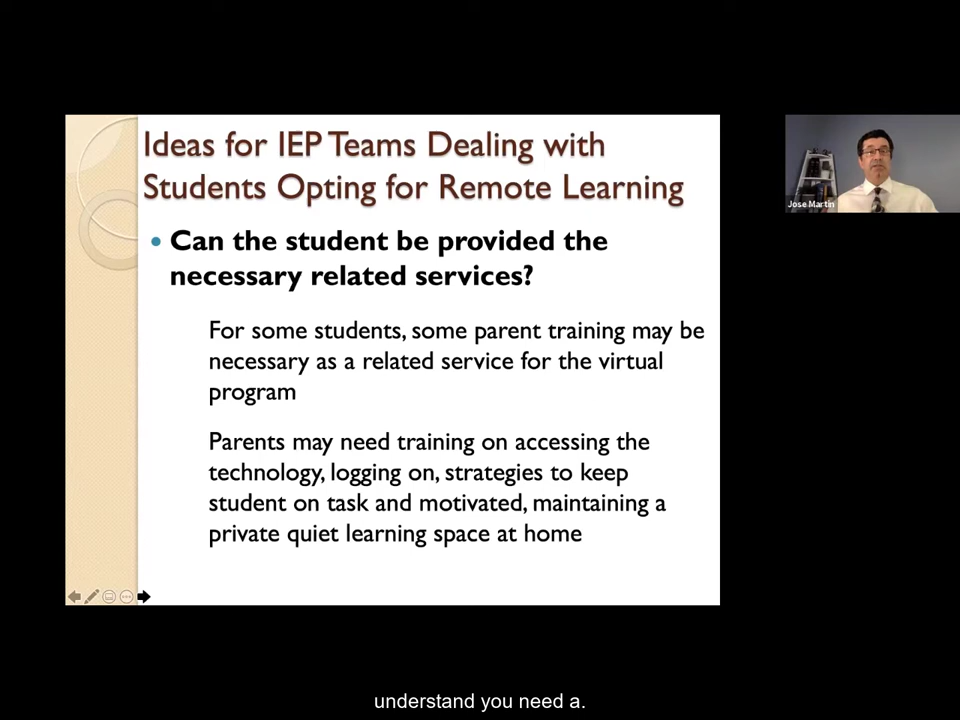 Ideas for IEP Teams Dealing with
Students Opting for Remote Learning
• Can the student be provided the
necessary related services?
For some students, some parent training may be
necessary as a related service for the virtual
program
Parents may need training on accessing the
technology, logging on, strategies to keep
student on task and motivated, maintaining a
private quiet learning space at home
Jose Martin
understand you need a.